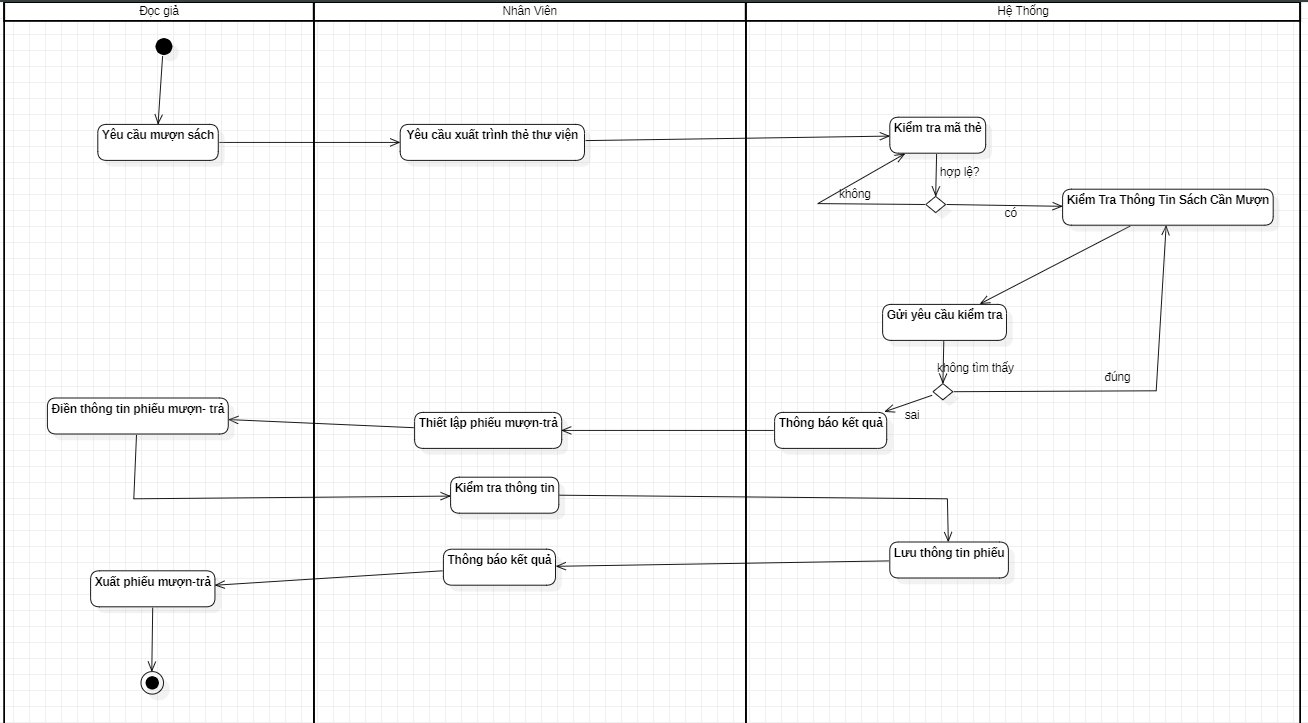 Đọc giả
Nhân Viên
Hệ Thống
Yêu cầu mượn sách
Yêu cầu xuất trình thẻ thư viện
Kiểm tra mã thẻ
hợp lệ?
không
có
Kiểm Tra Thông Tin Sách Cần Mượn
Gửi yêu cầu kiểm tra
không tìm thấy
đúng
sai
Thông báo kết quả
Thiết lập phiếu mượn-trả
Điền thông tin phiếu mượn- trả
Kiểm tra thông tin
Lưu thông tin phiếu
Thông báo kết quả
Xuất phiếu mượn-trả